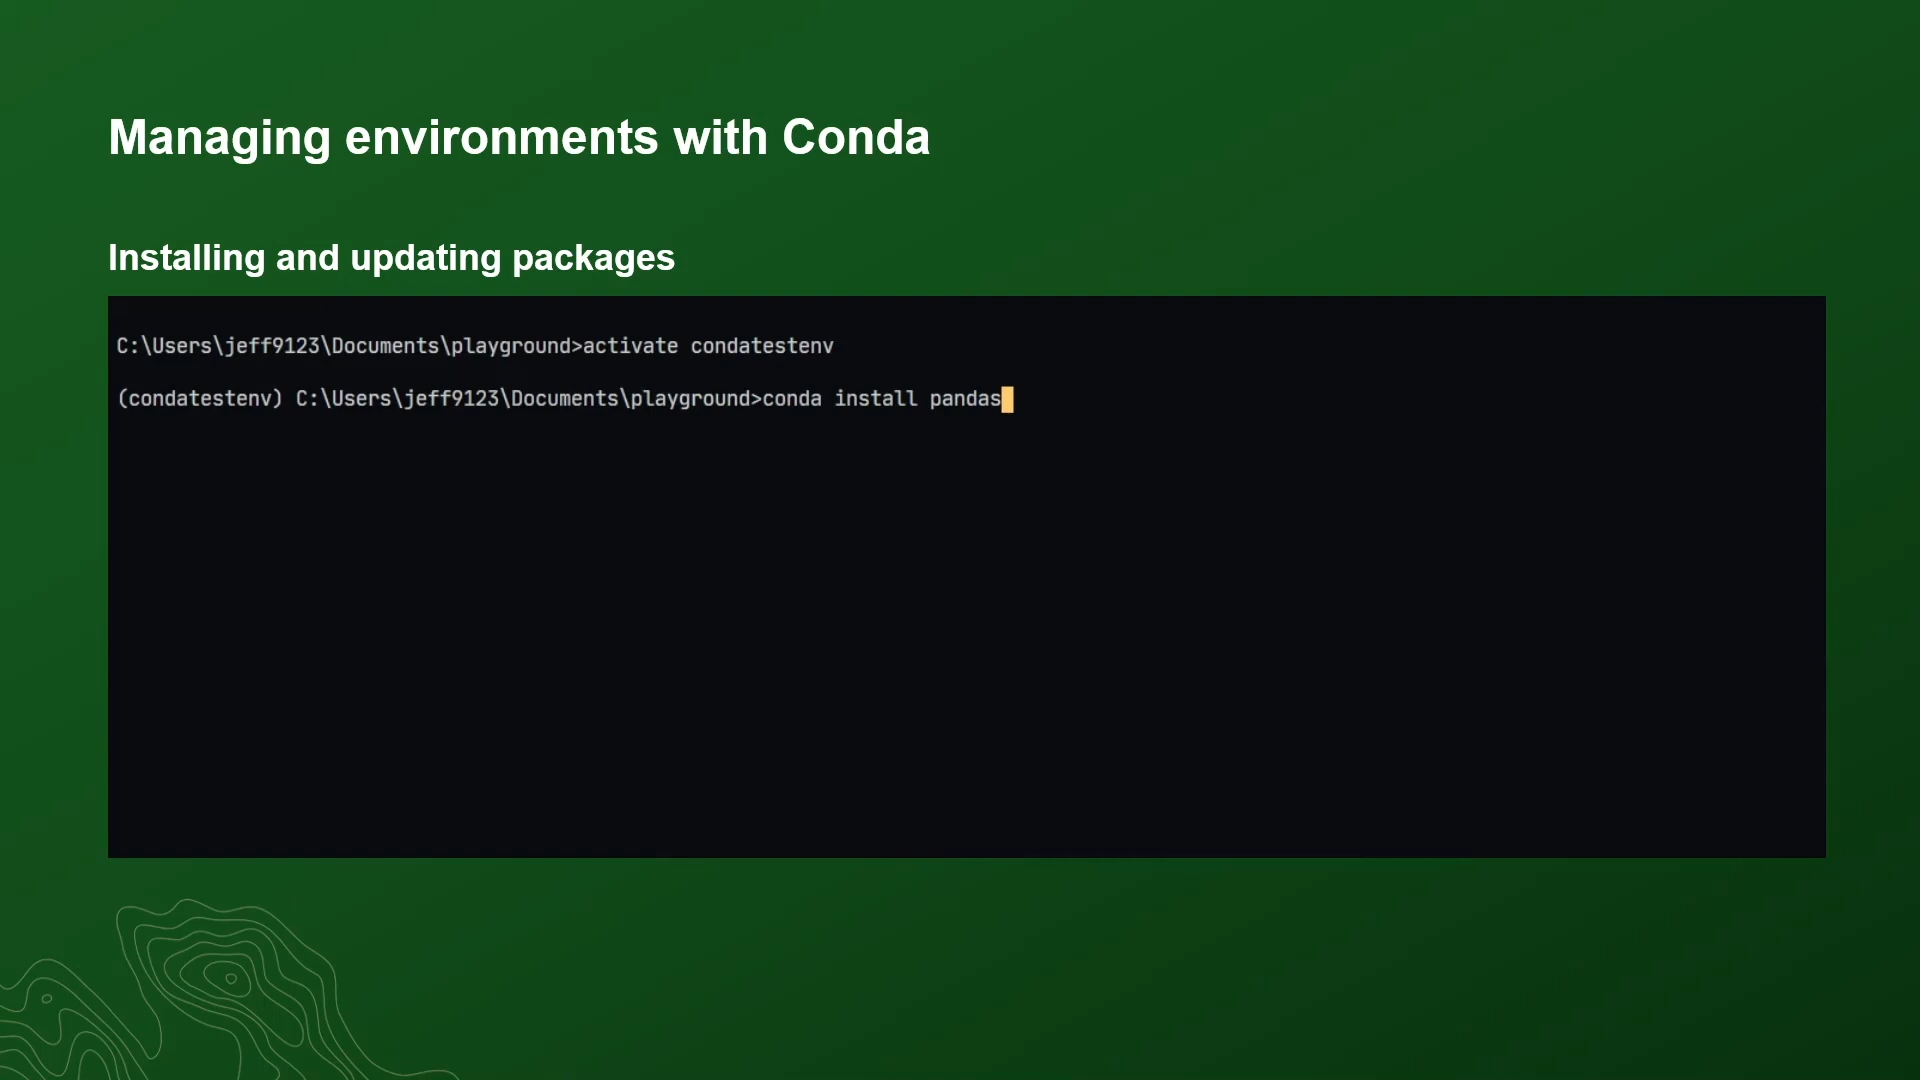 Managing environments with Conda
Installing and updating packages
C:\Users\jeff9123\Documents\playground>activate condatestenv
(condatestenv) C:\Users\jeff9123\Documents\playground>conda install pandas